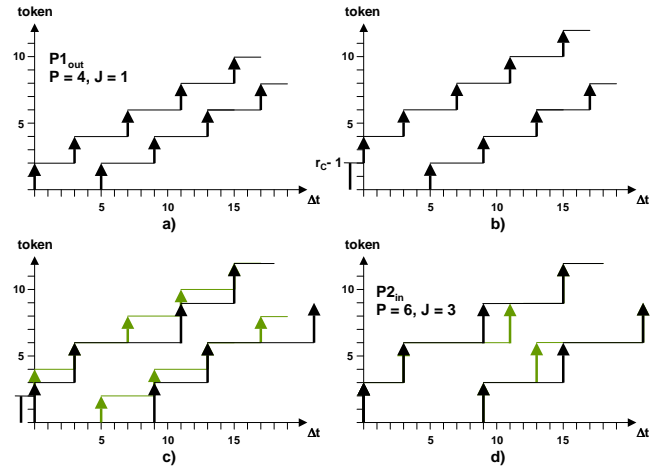 token
10
5
P1out
P = 4, J = 1
5
10
15
Δt
a)
token
10
5
rC- 1
5
10
15
Δt
b)
token
10
5
5
10
15
Δt
c)
token
10
5
P2in
P = 6, J = 3
5
10
15
Δt
d)